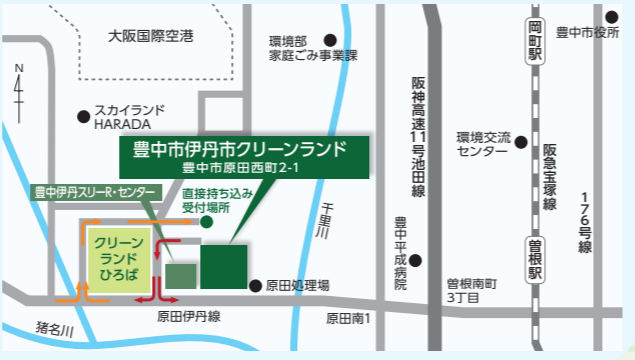 大阪国際空港
環境部
家庭ごみ事業課
岡町駅
豊中市役所
N
スカイランド
HARADA
阪神高速11号池田線
豊中市伊丹市クリーンランド
豊中市原田西町2-1
環境交流
センター
阪急宝塚線
176号線
豊中伊丹スリーR・センター
直接持ち込み
受付場所
千里川
クリーン
ランド
ひろば
豊中平成病院
曽根駅
原田処理場
曽根南町
3丁目
原田伊丹線
原田南1
猪名川